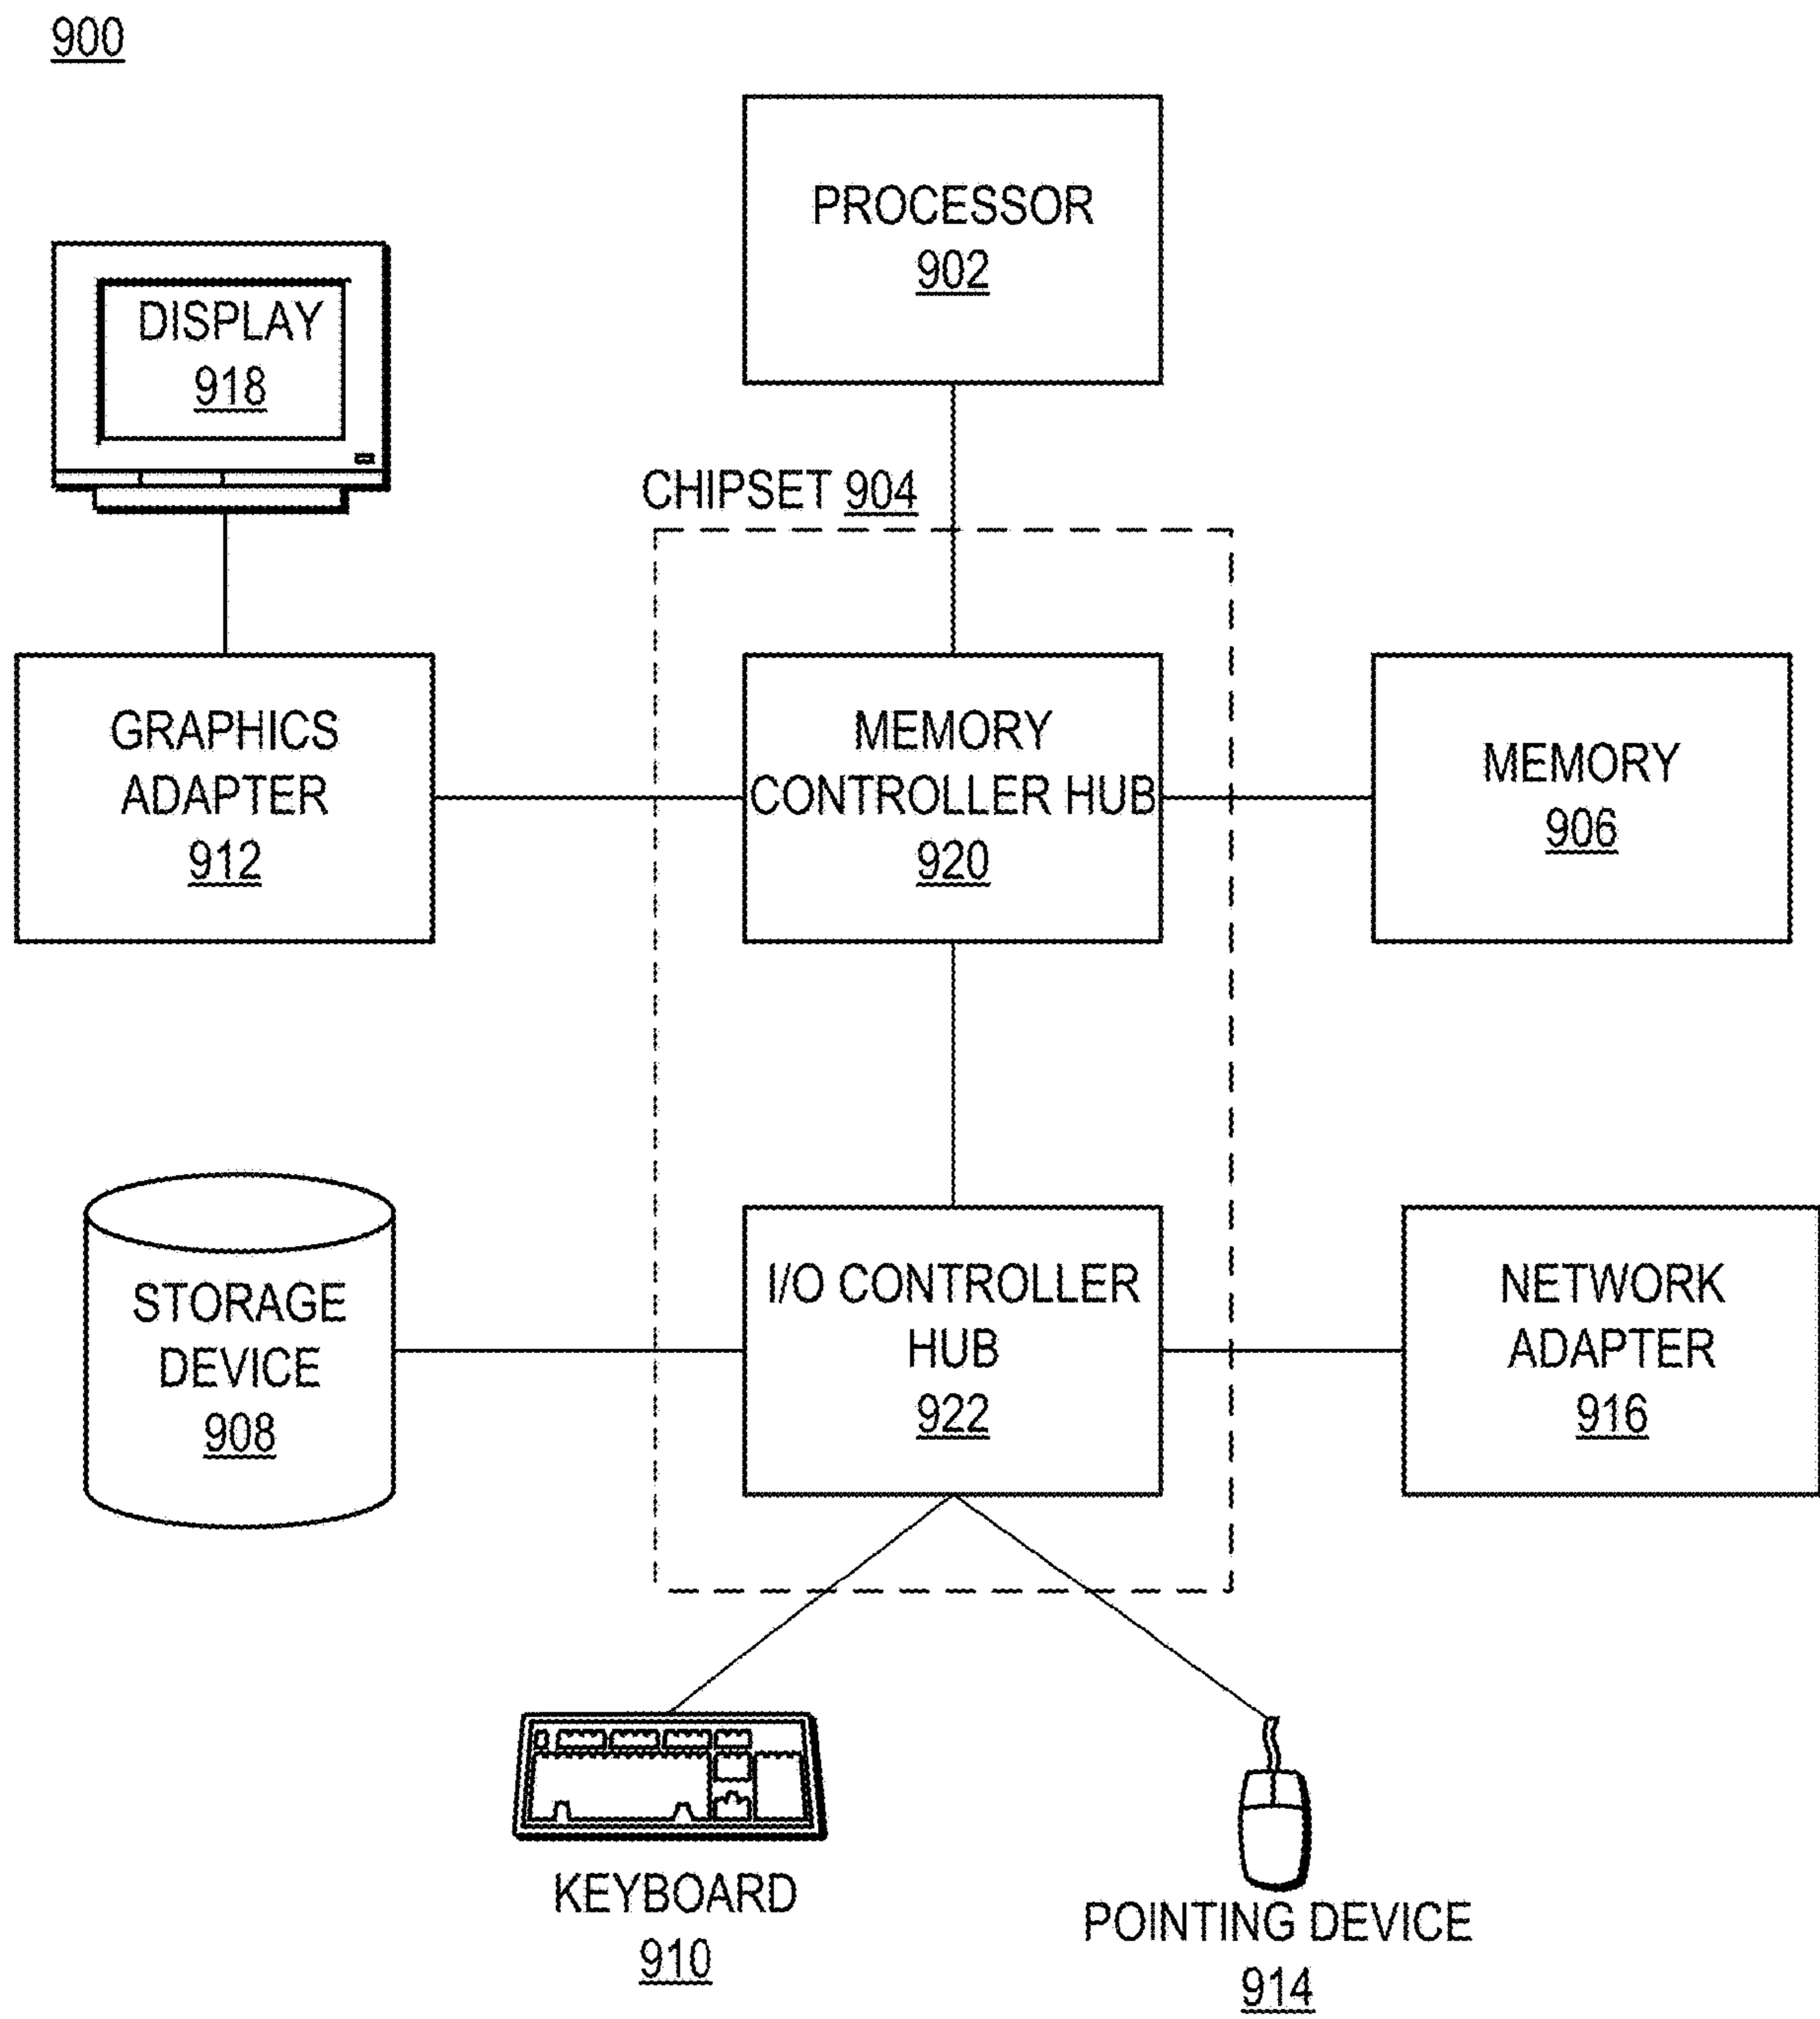 900
PROCESSOR
902
DISPLAY
918
CHIPSET 904
GRAPHICS
ADAPTER
912
MEMORY
CONTROLLER HUB
920
MEMORY
906
STORAGE
DEVICE
908
I/O CONTROLLER
HUB
922
NETWORK
ADAPTER
916
KEYBOARD
910
POINTING DEVICE
914